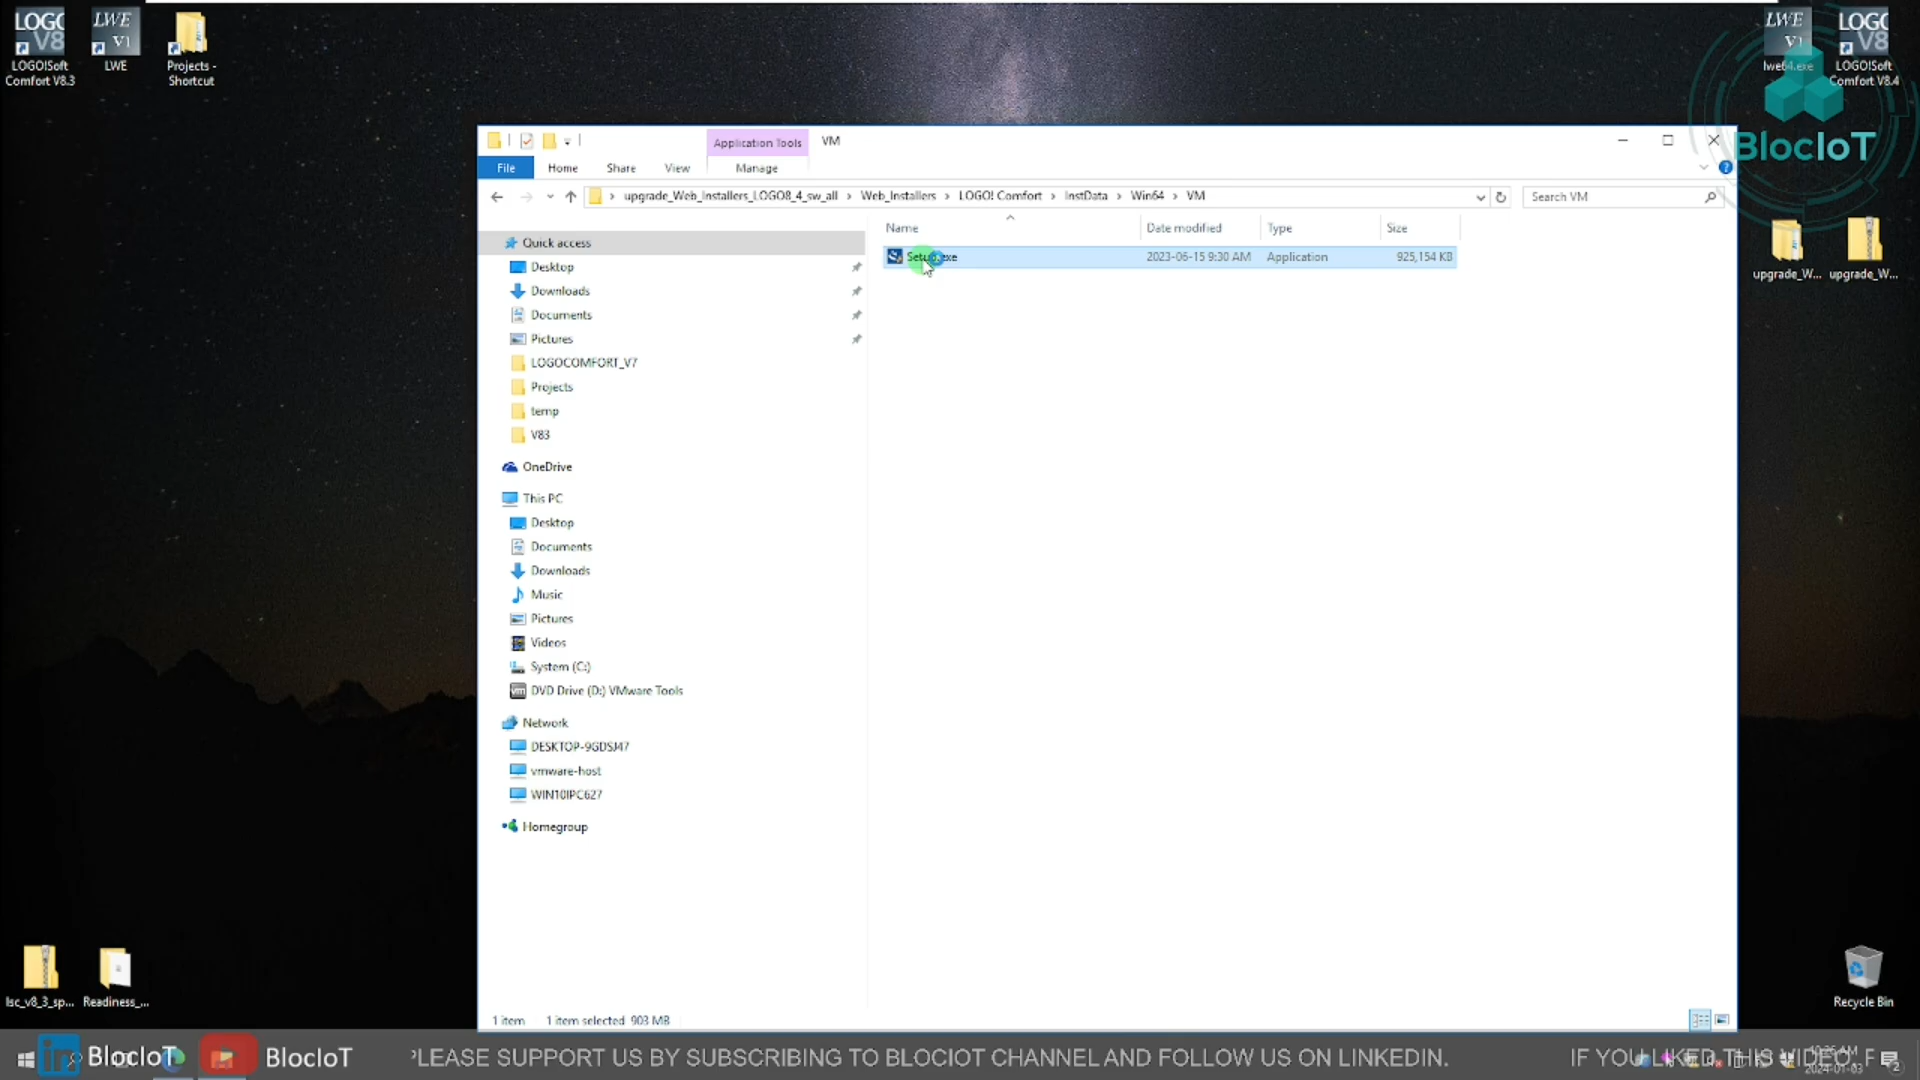 LOGO!Soft
Comfort V8.3
LWE
V1
LWE
Projects -
Shortcut
LWE
lwe64.exe
LOGO!Soft
Comfort V8.4
BlocIoT
upgrade_W...
upgrade_W...
Application Tools
VM
File
Home
Share
View
Manage
upgrade_Web_Installers_LOGO8_4_sw_all > Web_Installers > LOGO! Comfort > InstData > Win64 > VM
Search VM
Name
Date modified
Type
Size
Setup.exe
2023-06-15 9:30 AM
Application
925,154 KB
Quick access
Desktop
Downloads
Documents
Pictures
LOGOCOMFORT_V7
Projects
temp
V83
OneDrive
This PC
Desktop
Documents
Downloads
Music
Pictures
Videos
System (C:)
DVD Drive (D:) VMware Tools
Network
DESKTOP-9GDSJ47
vmware-host
WIN10IPC627
Homegroup
lsc_v8_3_sp...
Readiness_...
Recycle Bin
1 item
1 item selected 903 MB
BlocIoT
BlocIoT
PLEASE SUPPORT US BY SUBSCRIBING TO BLOCIOT CHANNEL AND FOLLOW US ON LINKEDIN.
IF YOU LIKED THIS VIDEO,
2024-01-03